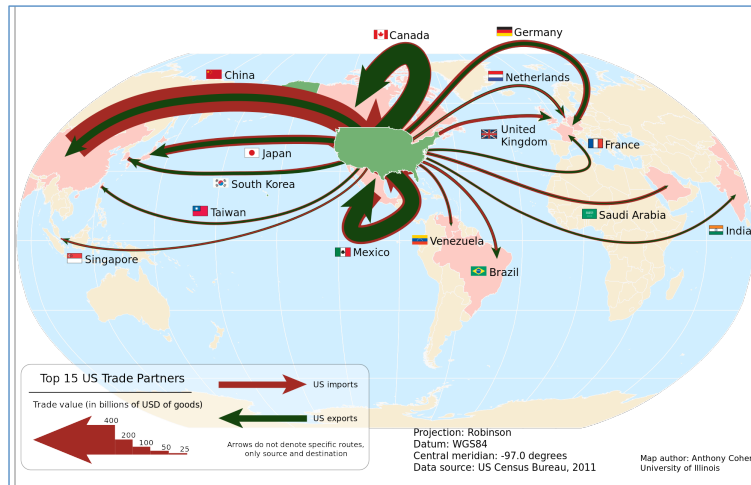 Germany
Canada
China
Netherlands
United
Kingdom
France
Japan
South Korea
Taiwan
Saudi Arabia
India
Venezuela
Mexico
Singapore
Brazil
Top 15 US Trade Partners
US imports
Trade value (in billions of USD of goods)
400
200
100
50
25
US exports
Arrows do not denote specific routes,
only source and destination
Projection: Robinson
Datum: WGS84
Central meridian: -97.0 degrees
Data source: US Census Bureau, 2011
Map author: Anthony Cohen
University of Illinois